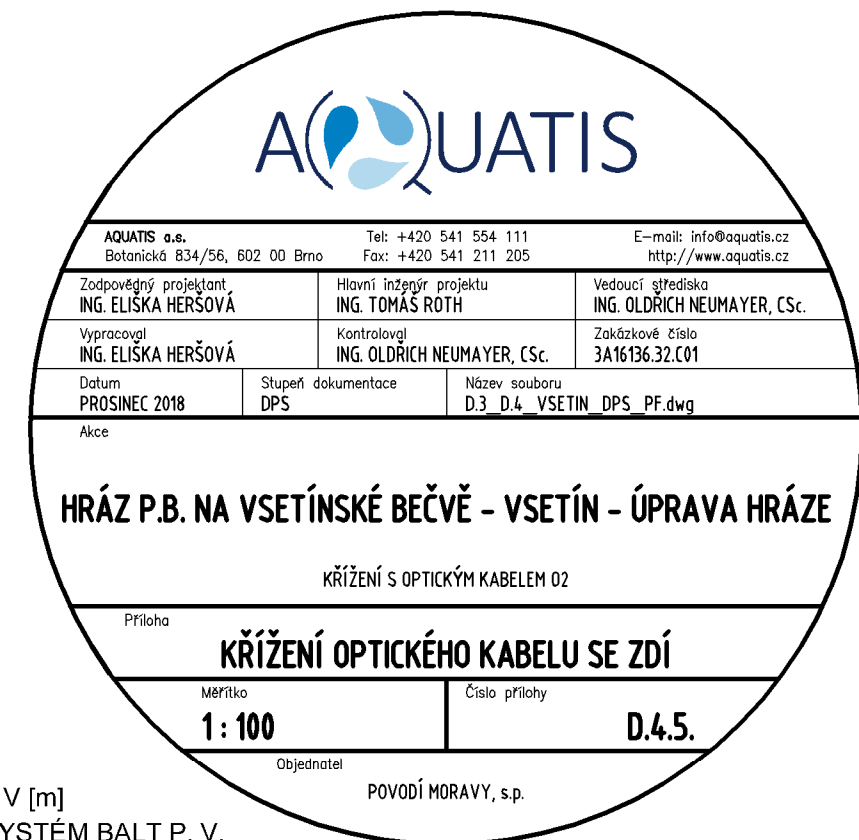 AQUATIS
AQUATIS a.s. Tel: +420 541 554 111 E-mail: info@aquatis.cz
Botanická 834/56, 602 00 Brno Fax: +420 541 211 205 http://www.aquatis.cz
Zodpovědný projektant Hlavní inženýr projektu Vedoucí střediska
ING. ELIŠKA HERŠOVÁ ING. TOMÁŠ ROTH ING. OLDŘICH NEUMAYER, CSc.
Vypracoval Kontroloval Zakázkové číslo
ING. ELIŠKA HERŠOVÁ ING. OLDŘICH NEUMAYER, CSc. 3A16136.32.C01
Datum Stupeň dokumentace Název souboru
PROSINEC 2018 DPS D.3_D.4_VSETIN_DPS_PF.dwg
Akce
HRÁZ P.B. NA VSETÍNSKÉ BEČVĚ - VSETÍN - ÚPRAVA HRÁZE
KŘÍŽENÍ S OPTICKÝM KABELEM O2
Příloha
KŘÍŽENÍ OPTICKÉHO KABELU SE ZDÍ
Měřítko Číslo přílohy
1 : 100 D.4.5.
Objednatel
POVODÍ MORAVY, s.p.
V [m]
YSTÉM BALT P. V.